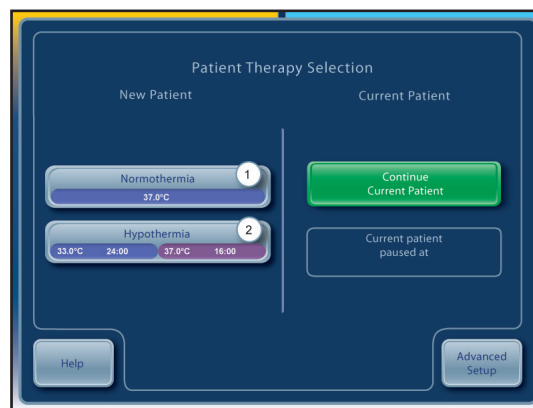 Patient Therapy Selection
New Patient
Current Patient
Normothermia
1
37.0°C
Hypothermia
2
33.0°C 24:00 37.0°C 16:00
Continue
Current Patient
Current patient
paused at
Help
Advanced
Setup